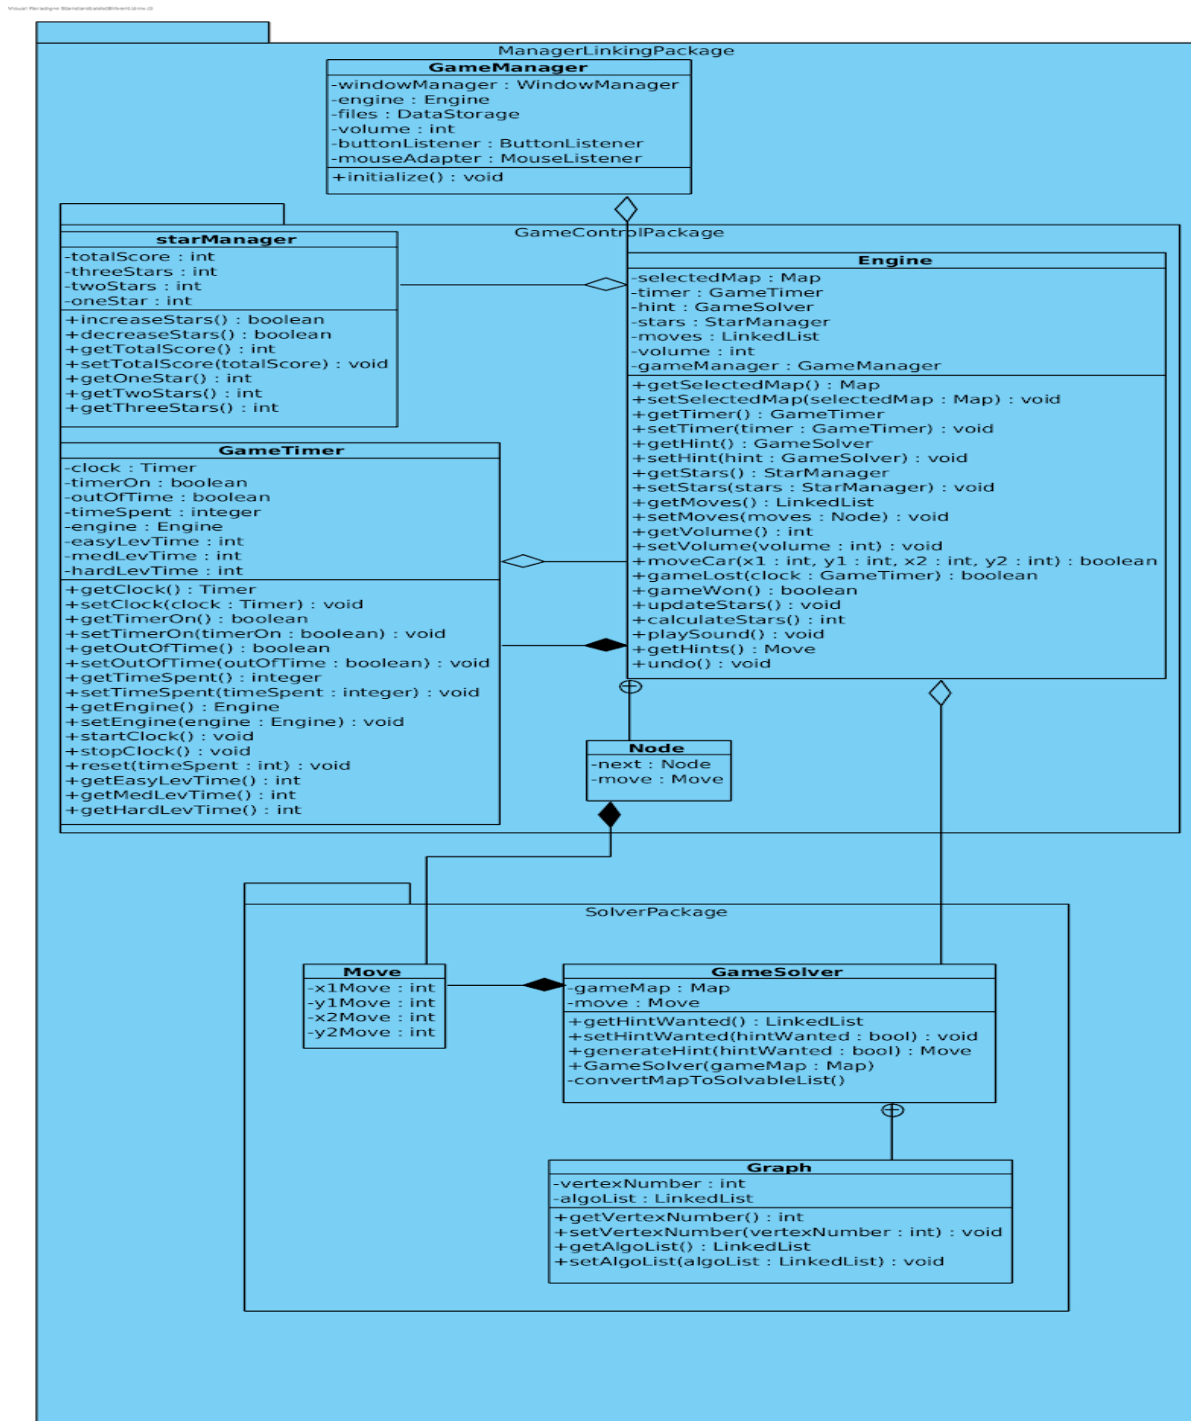 ManagerLinkingPackage
GameManager
-windowManager : WindowManager
-engine : Engine
-files : DataStorage
-volume : int
-buttonListener : ButtonListener
-mouseAdapter : MouseListener
+initialize() : void
GameControlPackage
starManager
-totalScore : int
-threeStars : int
-twoStars : int
-oneStar : int
+increaseStars() : boolean
+decreaseStars() : boolean
+getTotalScore() : int
+setTotalScore(totalScore) : void
+getOneStar() : int
+getTwoStars() : int
+getThreeStars() : int
Engine
-selectedMap : Map
-timer : GameTimer
-hint : GameSolver
-stars : StarManager
-moves : LinkedList
-volume : int
-gameManager : GameManager
+getSelectedMap() : Map
+setSelectedMap(selectedMap : Map) : void
+getTimer() : GameTimer
+setTimer(timer : GameTimer) : void
+getHint() : GameSolver
+setHint(hint : GameSolver) : void
+getStars() : StarManager
+setStars(stars : StarManager) : void
+getMoves() : LinkedList
+setMoves(moves : Node) : void
+getVolume() : int
+setVolume(volume : int) : void
+moveCar(x1 : int, y1 : int, x2 : int, y2 : int) : boolean
+gameLost(clock : GameTimer) : boolean
+gameWon() : boolean
+updateStars() : void
+calculateStars() : int
+playSound() : void
+getHints() : Move
+undo() : void
GameTimer
-clock : Timer
-timerOn : boolean
-outOfTime : boolean
-timeSpent : integer
-engine : Engine
-easyLevTime : int
-medLevTime : int
-hardLevTime : int
+getClock() : Timer
+setClock(clock : Timer) : void
+getTimerOn() : boolean
+setTimerOn(timerOn : boolean) : void
+getOutOfTime() : boolean
+setOutOfTime(outOfTime : boolean) : void
+getTimeSpent() : integer
+setTimeSpent(timeSpent : integer) : void
+getEngine() : Engine
+setEngine(engine : Engine) : void
+startClock() : void
+stopClock() : void
+reset(timeSpent : int) : void
+getEasyLevTime() : int
+getMedLevTime() : int
+getHardLevTime() : int
Node
-next : Node
-move : Move
SolverPackage
Move
-x1Move : int
-y1Move : int
-x2Move : int
-y2Move : int
GameSolver
-gameMap : Map
-move : Move
+getHintWanted() : LinkedList
+setHintWanted(hintWanted : bool) : void
+generateHint(hintWanted : bool) : Move
+GameSolver(gameMap : Map)
-convertMapToSolvableList()
Graph
-vertexNumber : int
-algoList : LinkedList
+getVertexNumber() : int
+setVertexNumber(vertexNumber : int) : void
+getAlgoList() : LinkedList
+setAlgoList(algoList : LinkedList) : void